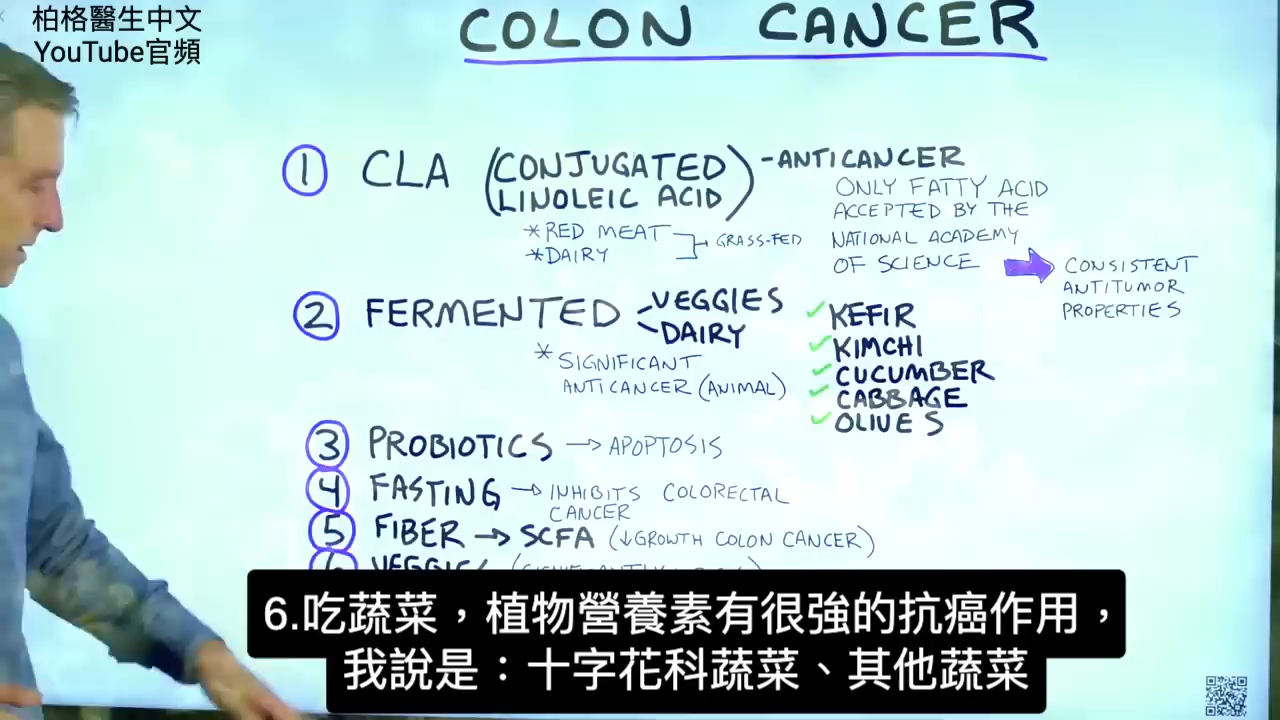 柏格醫生中文
YouTube官頻
COLON CANCER
① CLA (CONJUGATED LINOLEIC ACID) -ANTICANCER
ONLY FATTY ACID
ACCEPTED BY THE
NATIONAL ACADEMY
OF SCIENCE
CONSISTENT
ANTITUMOR
PROPERTIES
*RED MEAT
*DAIRY
GRASS-FED
② FERMENTED
VEGGIES
DAIRY
*SIGNIFICANT
ANTICANCER (ANIMAL)
✓KEFIR
✓KIMCHI
✓CUCUMBER
✓CABBAGE
✓OLIVES
③ PROBIOTICS → APOPTOSIS
④ FASTING → INHIBITS COLORECTAL
CANCER
⑤ FIBER → SCFA (↓GROWTH COLON CANCER)
⑥ VEGGIES
6.吃蔬菜，植物營養素有很強的抗癌作用，
我說是：十字花科蔬菜、其他蔬菜